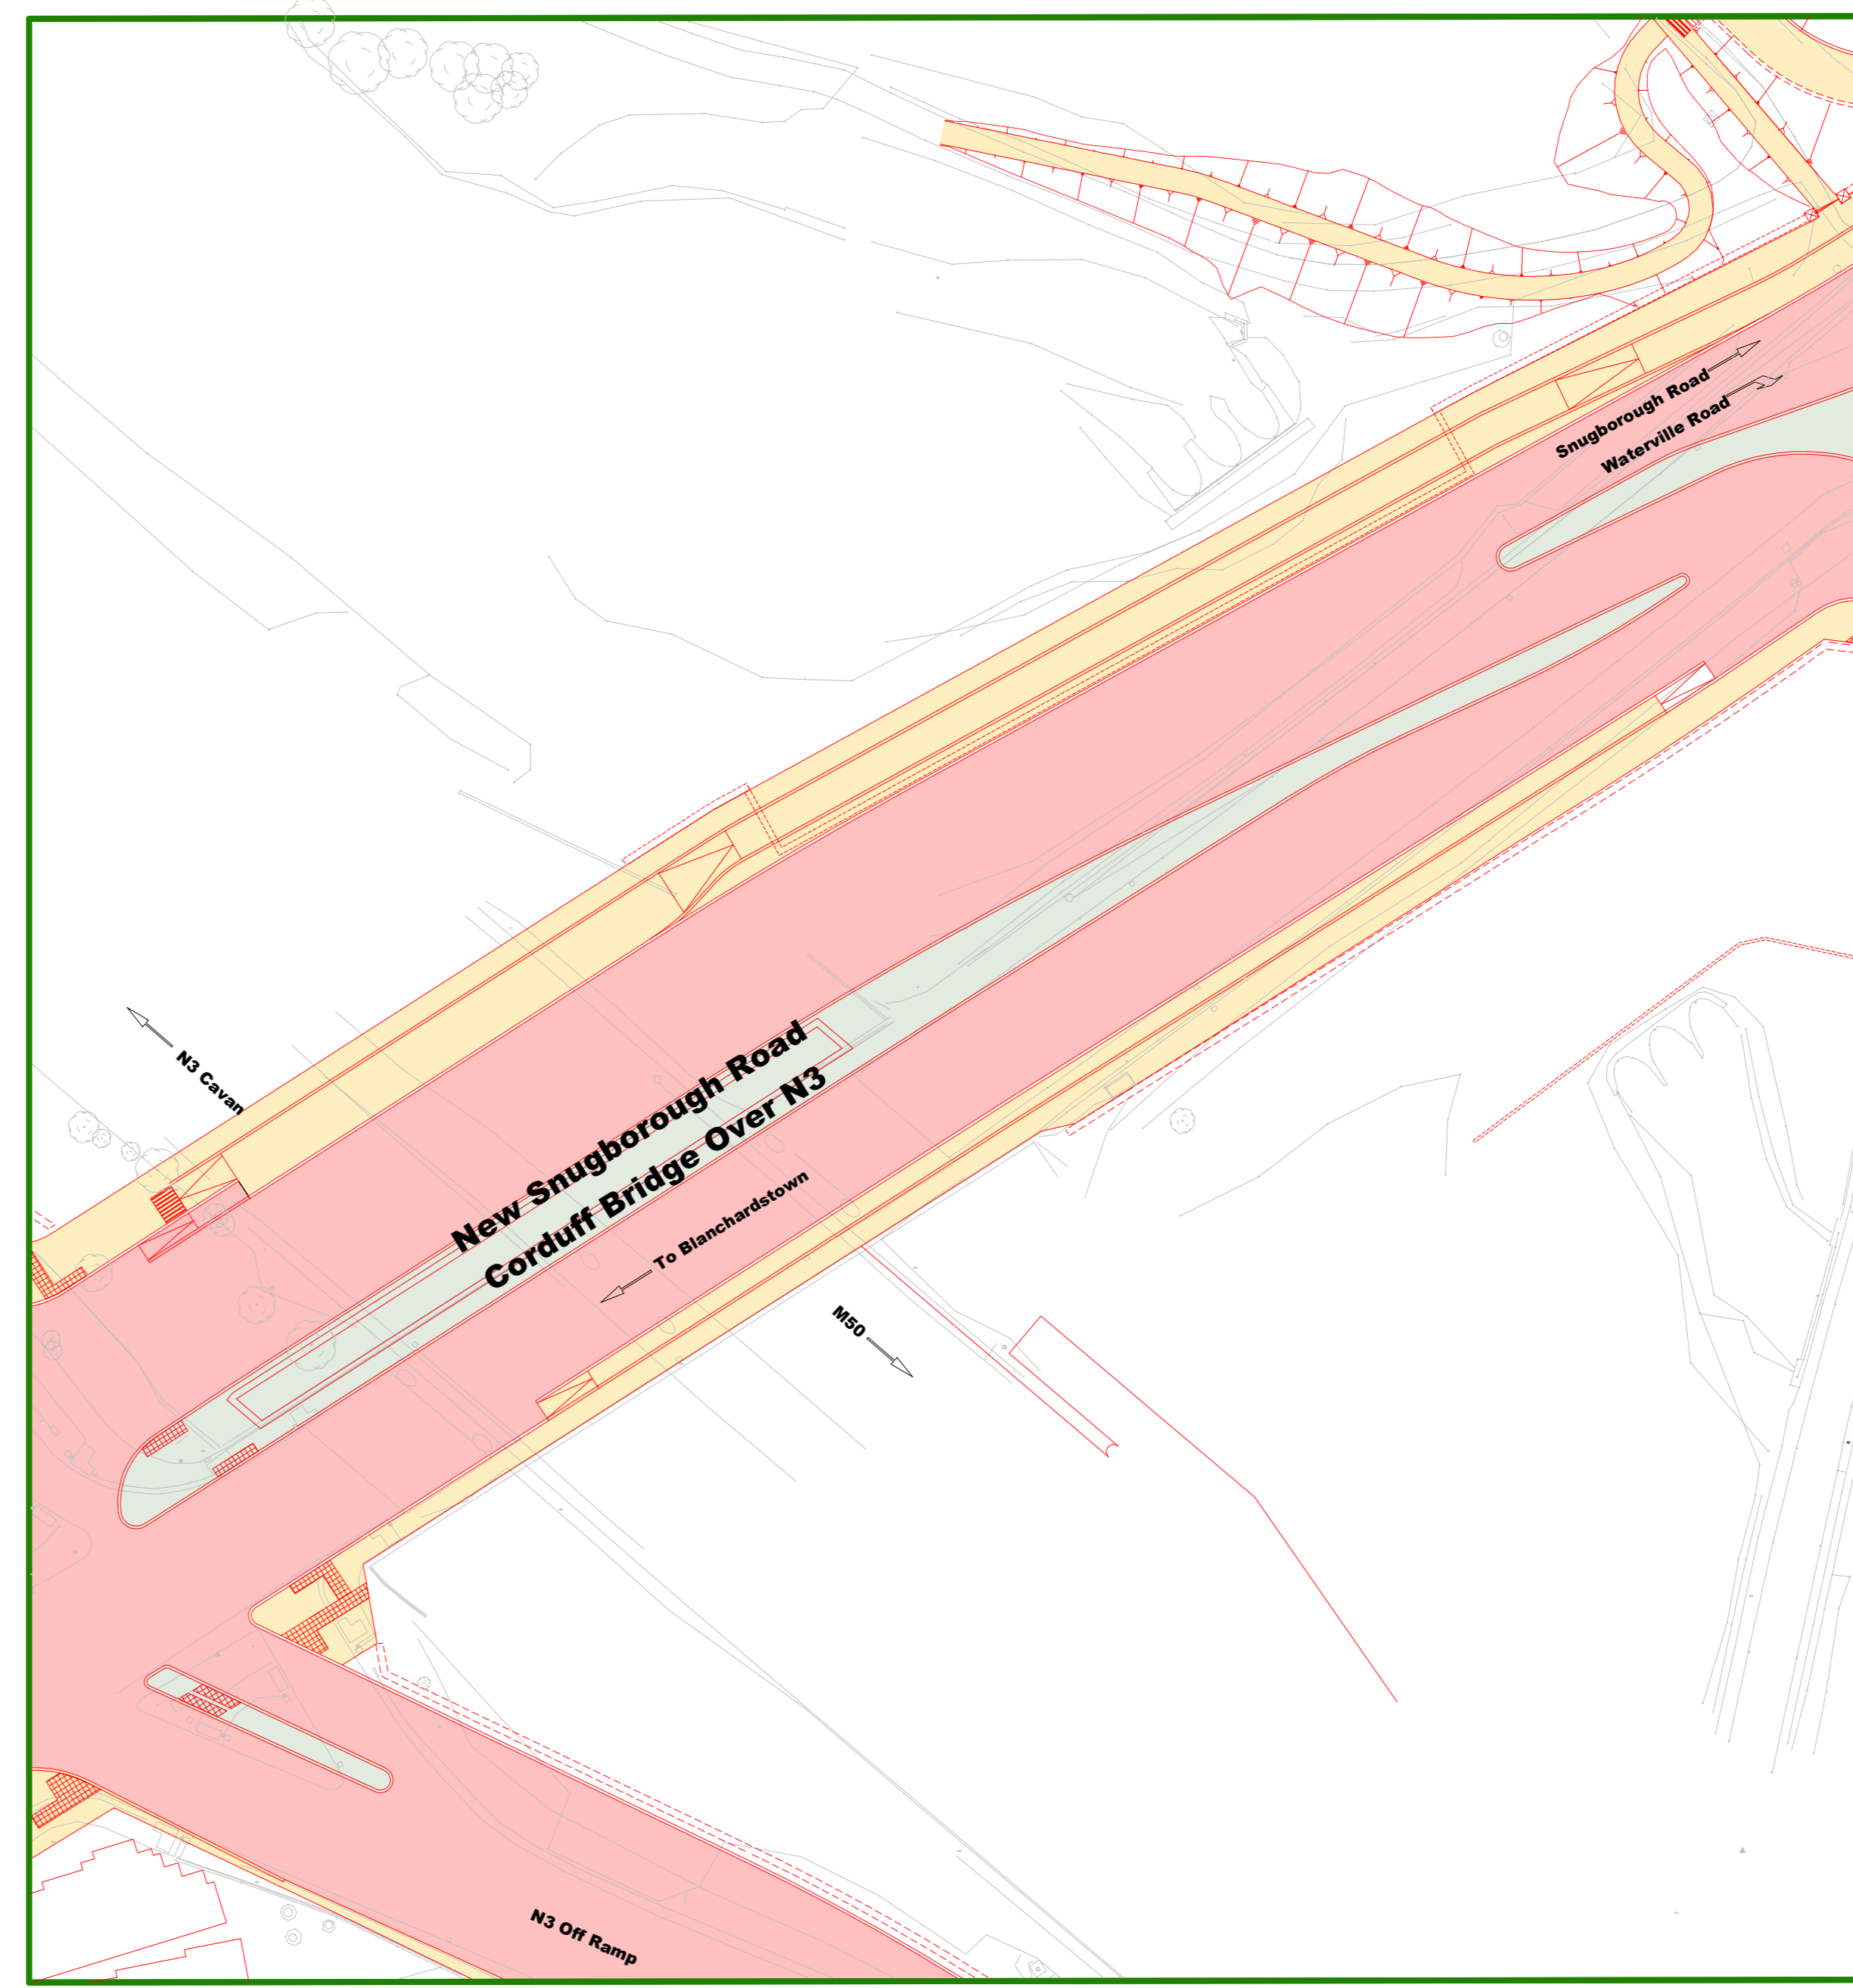 Snugborough Road
Waterville Road
N3 Cavan
New Snugborough Road
Corduff Bridge Over N3
To Blanchardstown
M50
N3 Off Ramp